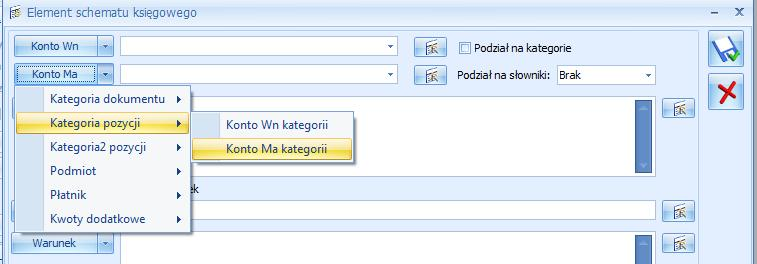 Element schematu księgowego
Konto Wn
Podział na kategorie
Konto Ma
Podział na słowniki: Brak
Kategoria dokumentu
Kategoria pozycji
Konto Wn kategorii
Kategoria2 pozycji
Konto Ma kategorii
Podmiot
Płatnik
Kwoty dodatkowe
Warunek